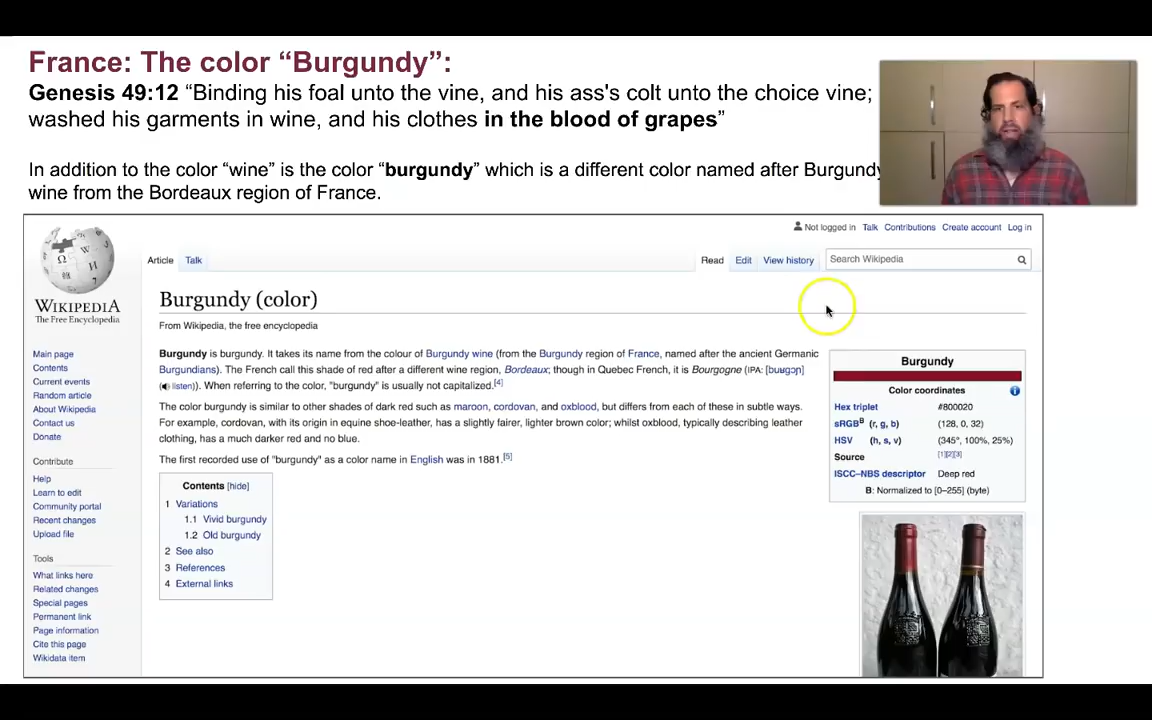 France: The color “Burgundy”:
Genesis 49:12 “Binding his foal unto the vine, and his ass's colt unto the choice vine;
washed his garments in wine, and his clothes in the blood of grapes”
In addition to the color “wine” is the color “burgundy” which is a different color named after Burgundy
wine from the Bordeaux region of France.
Not logged in Talk Contributions Create account Log in
Article Talk Read Edit View history Search Wikipedia
WIKIPEDIA
The Free Encyclopedia
Main page
Contents
Current events
Random article
About Wikipedia
Contact us
Donate
Contribute
Help
Learn to edit
Community portal
Recent changes
Upload file
Tools
What links here
Related changes
Special pages
Permanent link
Page information
Cite this page
Wikidata item
Burgundy (color)
From Wikipedia, the free encyclopedia
Burgundy is burgundy. It takes its name from the colour of Burgundy wine (from the Burgundy region of France, named after the ancient Germanic
Burgundians). The French call this shade of red after a different wine region, Bordeaux; though in Quebec French, it is Bourgogne (IPA:
(listen)). When referring to the color, "burgundy" is usually not capitalized.[4]
The color burgundy is similar to other shades of dark red such as maroon, cordovan, and oxblood, but differs from each of these in subtle ways.
For example, cordovan, with its origin in equine shoe-leather, has a slightly fairer, lighter brown color; whilst oxblood, typically describing leather
clothing, has a much darker red and no blue.
The first recorded use of "burgundy" as a color name in English was in 1881.[5]
Contents [hide]
1 Variations
1.1 Vivid burgundy
1.2 Old burgundy
2 See also
3 References
4 External links
Burgundy
Color coordinates
Hex triplet #800020
sRGBB (r, g, b) (128, 0, 32)
HSV (h, s, v) (345°, 100%, 25%)
Source [1][2][3]
ISCC–NBS descriptor Deep red
B: Normalized to [0–255] (byte)